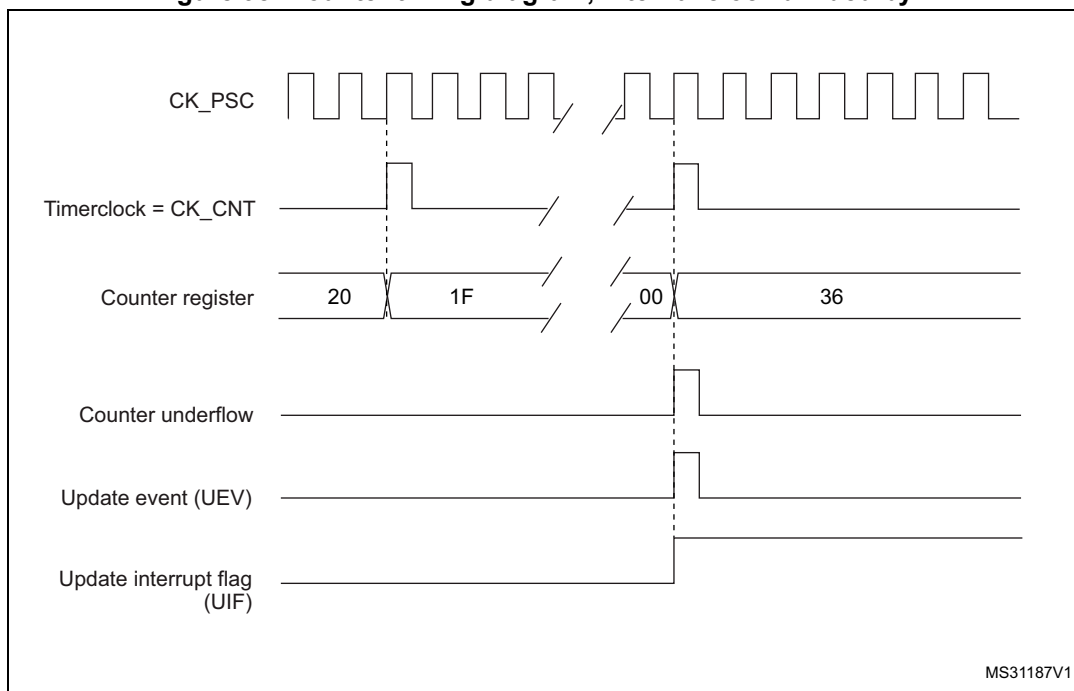 CK_PSC
Timerclock = CK_CNT
Counter register
20
1F
00
36
Counter underflow
Update event (UEV)
Update interrupt flag
(UIF)
MS31187V1